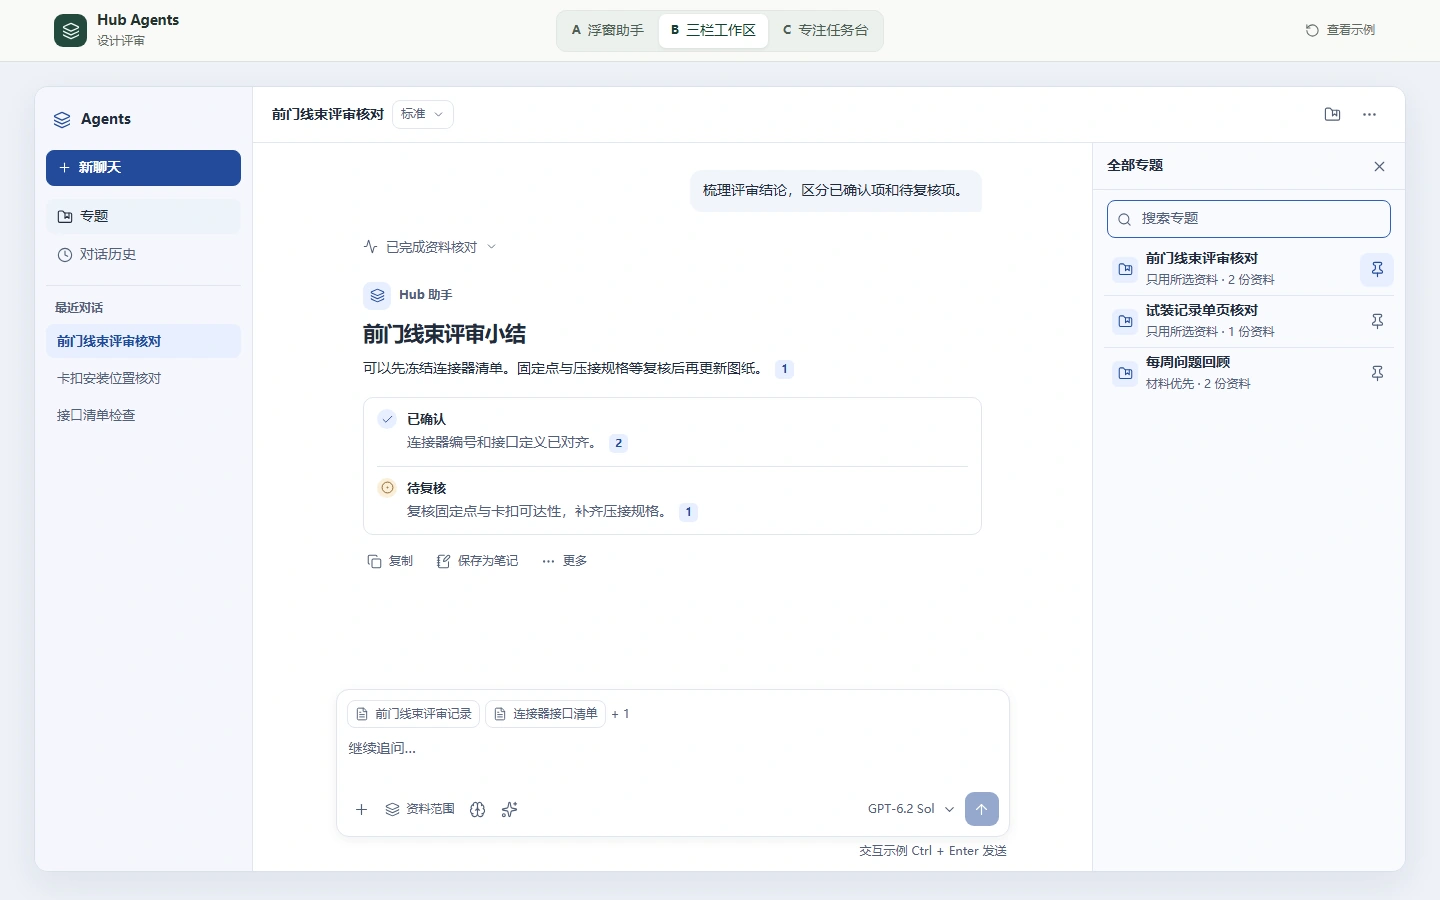 Hub Agents
设计评审
A 浮窗助手
B 三栏工作区
C 专注任务台
查看示例
Agents
+ 新聊天
专题
对话历史
最近对话
前门线束评审核对
卡扣安装位置核对
接口清单检查
前门线束评审核对
标准
梳理评审结论，区分已确认项和待复核项。
已完成资料核对
Hub 助手
前门线束评审小结
可以先冻结连接器清单。固定点与压接规格等复核后再更新图纸。 1
已确认
连接器编号和接口定义已对齐。 2
待复核
复核固定点与卡扣可达性，补齐压接规格。 1
复制
保存为笔记
··· 更多
前门线束评审记录
连接器接口清单
+ 1
继续追问...
资料范围
GPT-6.2 Sol
交互示例 Ctrl + Enter 发送
全部专题
搜索专题
前门线束评审核对
只用所选资料 · 2 份资料
试装记录单页核对
只用所选资料 · 1 份资料
每周问题回顾
材料优先 · 2 份资料